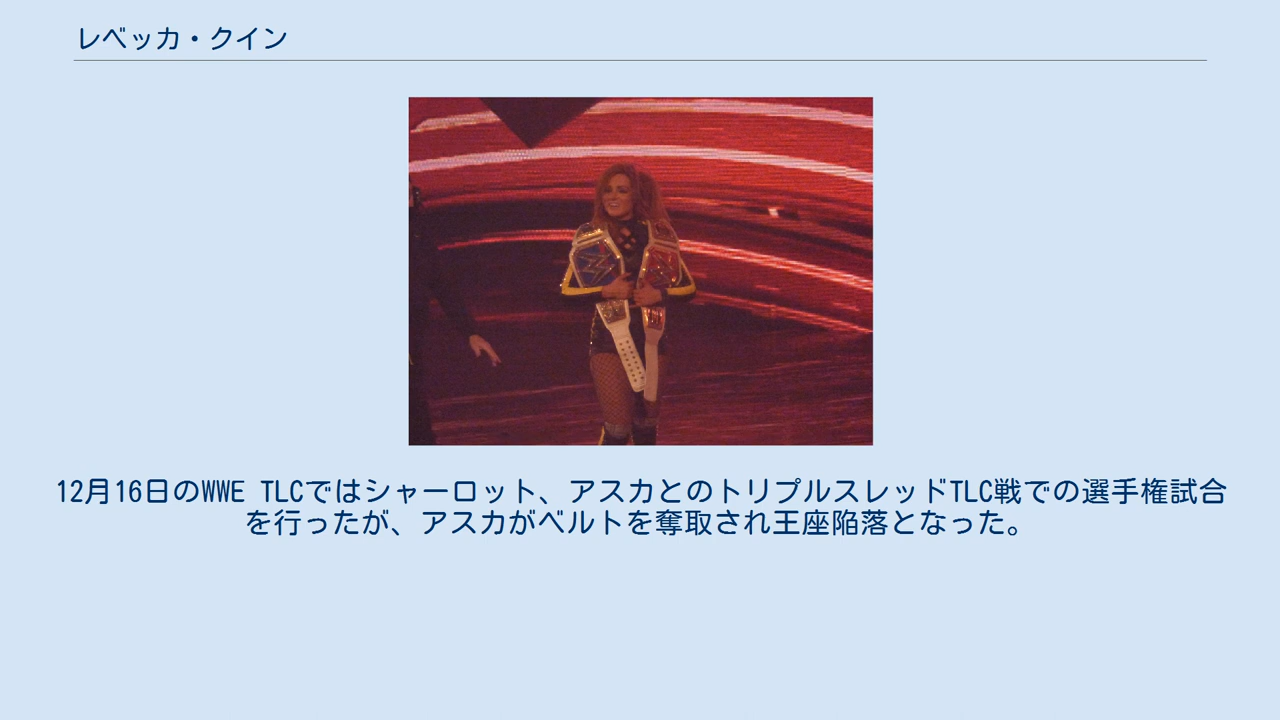 レベッカ・クイン
12月16日のWWE TLCではシャーロット、アスカとのトリプルスレッドTLC戦での選手権試合
を行ったが、アスカがベルトを奪取され王座陥落となった。